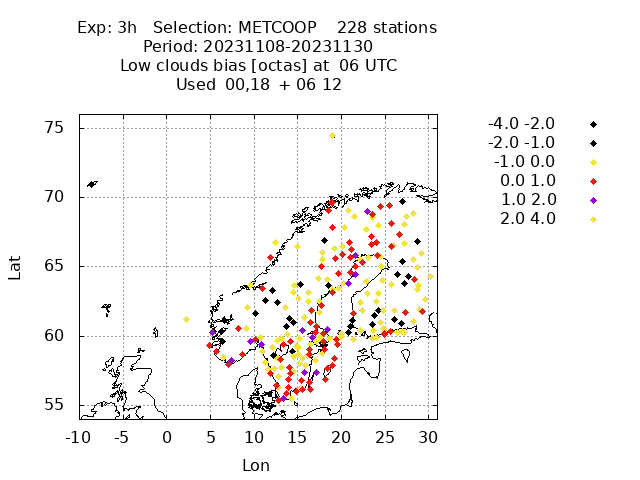 Exp: 3h Selection: METCOOP 228 stations
Period: 20231108-20231130
Low clouds bias [octas] at 06 UTC
Used 00,18 + 06 12
75
70
65
60
55
Lat
-10 -5 0 5 10 15 20 25 30
Lon
-4.0 -2.0
-2.0 -1.0
-1.0 0.0
0.0 1.0
1.0 2.0
2.0 4.0